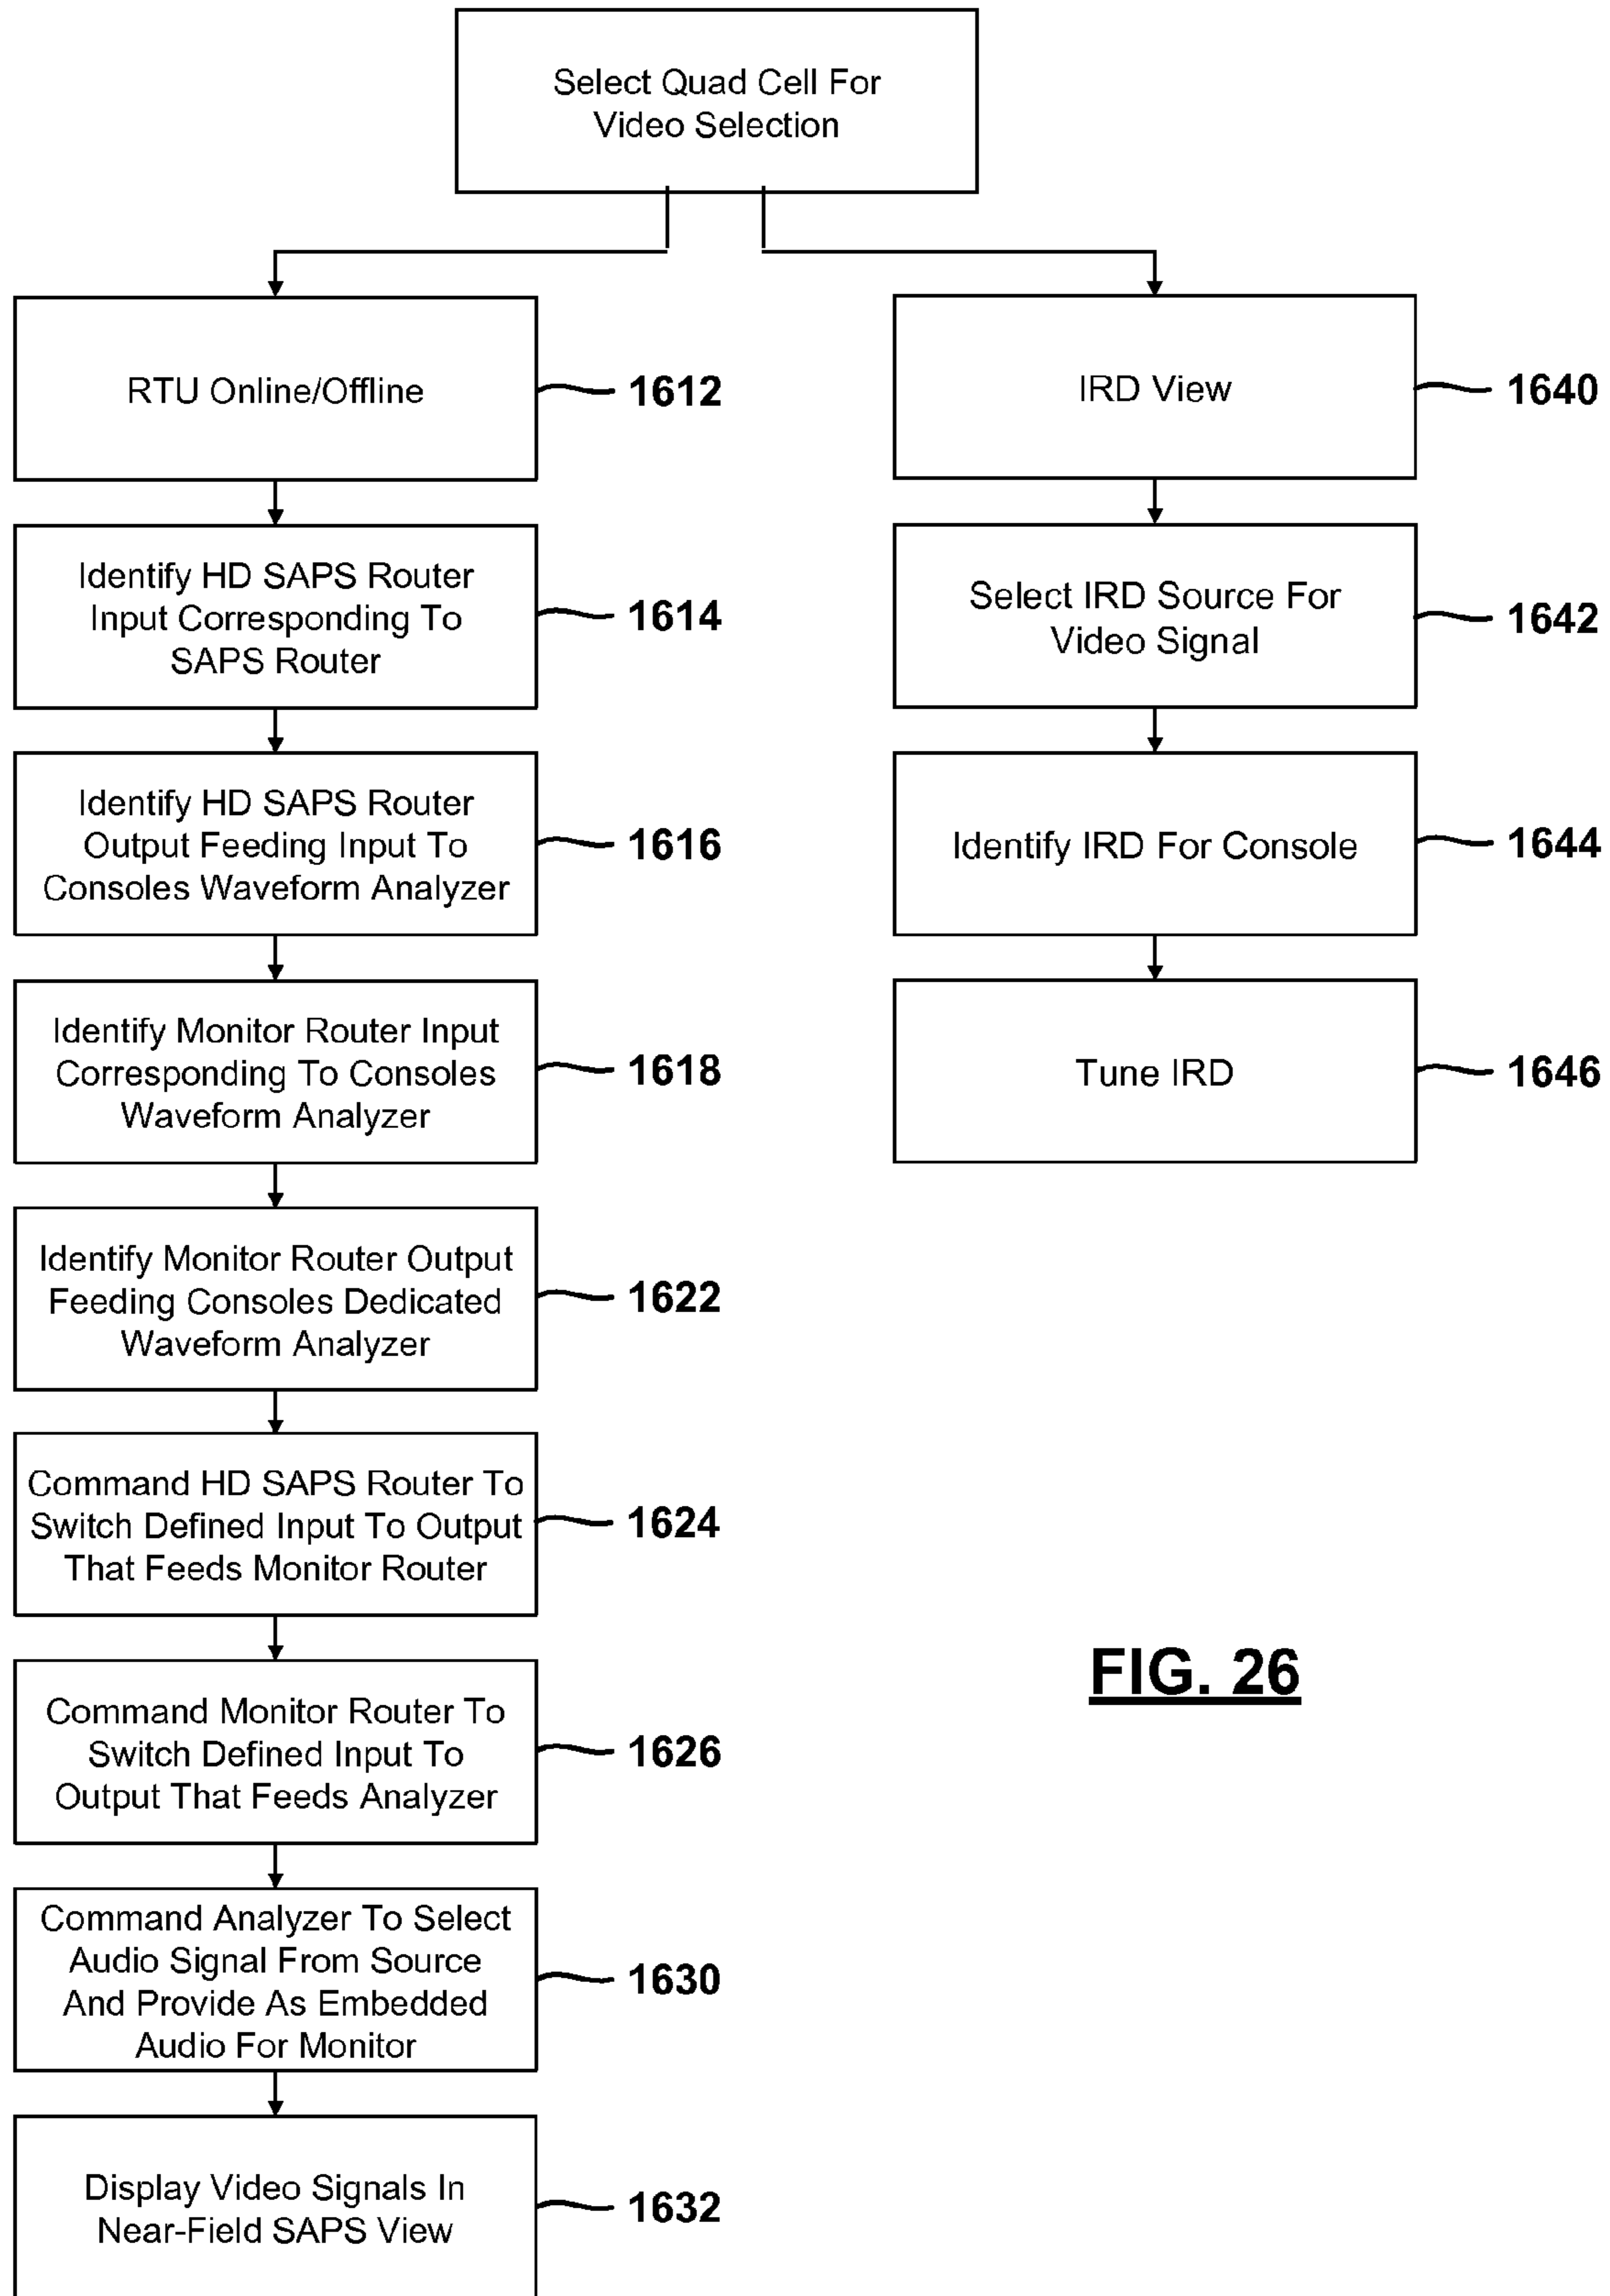 Select Quad Cell For
Video Selection
RTU Online/Offline
1612
Identify HD SAPS Router
Input Corresponding To
SAPS Router
1614
Identify HD SAPS Router
Output Feeding Input To
Consoles Waveform Analyzer
1616
Identify Monitor Router Input
Corresponding To Consoles
Waveform Analyzer
1618
Identify Monitor Router Output
Feeding Consoles Dedicated
Waveform Analyzer
1622
Command HD SAPS Router To
Switch Defined Input To Output
That Feeds Monitor Router
1624
Command Monitor Router To
Switch Defined Input To
Output That Feeds Analyzer
1626
Command Analyzer To Select
Audio Signal From Source
And Provide As Embedded
Audio For Monitor
1630
Display Video Signals In
Near-Field SAPS View
1632
IRD View
1640
Select IRD Source For
Video Signal
1642
Identify IRD For Console
1644
Tune IRD
1646
FIG. 26